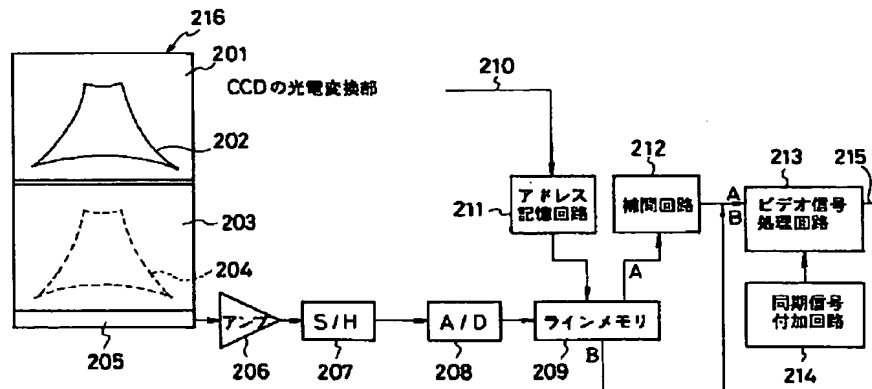 216
201
CCDの光電変換部
202
203
204
205
アンプ
206
S/H
207
A/D
208
ラインメモリ
209
210
アドレス
記憶回路
211
212
補間回路
A
B
A
B
213
215
ビデオ信号
処理回路
同期信号
付加回路
214